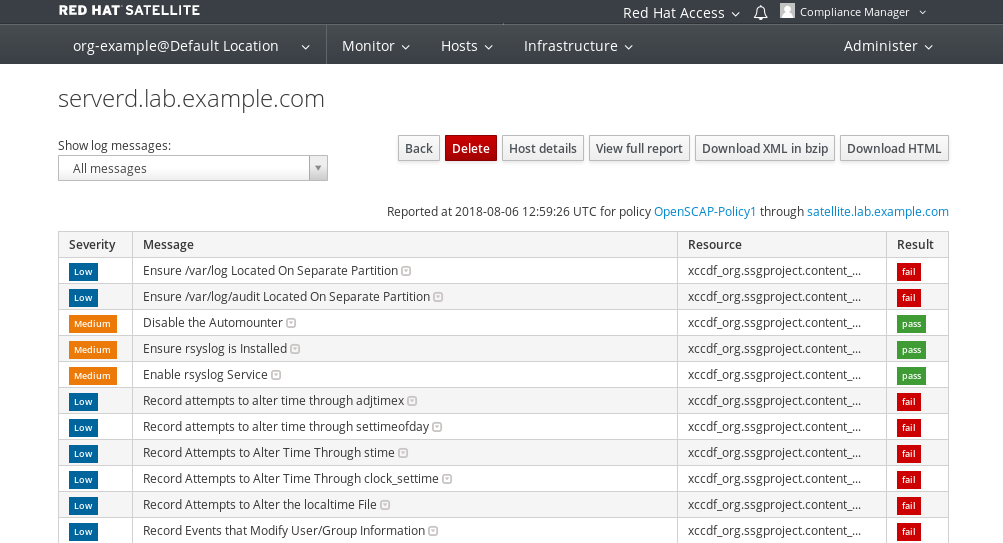 RED HAT SATELLITE
Red Hat Access
Compliance Manager
org-example@Default Location
Monitor
Hosts
Infrastructure
Administer
serverd.lab.example.com
Show log messages:
All messages
Back
Delete
Host details
View full report
Download XML in bzip
Download HTML
Reported at 2018-08-06 12:59:26 UTC for policy OpenSCAP-Policy1 through satellite.lab.example.com
Severity Message Resource Result
Low Ensure /var/log Located On Separate Partition xccdf_org.ssgproject.content_... fail
Low Ensure /var/log/audit Located On Separate Partition xccdf_org.ssgproject.content_... fail
Medium Disable the Automounter xccdf_org.ssgproject.content_... pass
Medium Ensure rsyslog is Installed xccdf_org.ssgproject.content_... pass
Medium Enable rsyslog Service xccdf_org.ssgproject.content_... pass
Low Record attempts to alter time through adjtimex xccdf_org.ssgproject.content_... fail
Low Record attempts to alter time through settimeofday xccdf_org.ssgproject.content_... fail
Low Record Attempts to Alter Time Through stime xccdf_org.ssgproject.content_... fail
Low Record Attempts to Alter Time Through clock_settime xccdf_org.ssgproject.content_... fail
Low Record Attempts to Alter the localtime File xccdf_org.ssgproject.content_... fail
Low Record Events that Modify User/Group Information xccdf_org.ssgproject.content_... fail